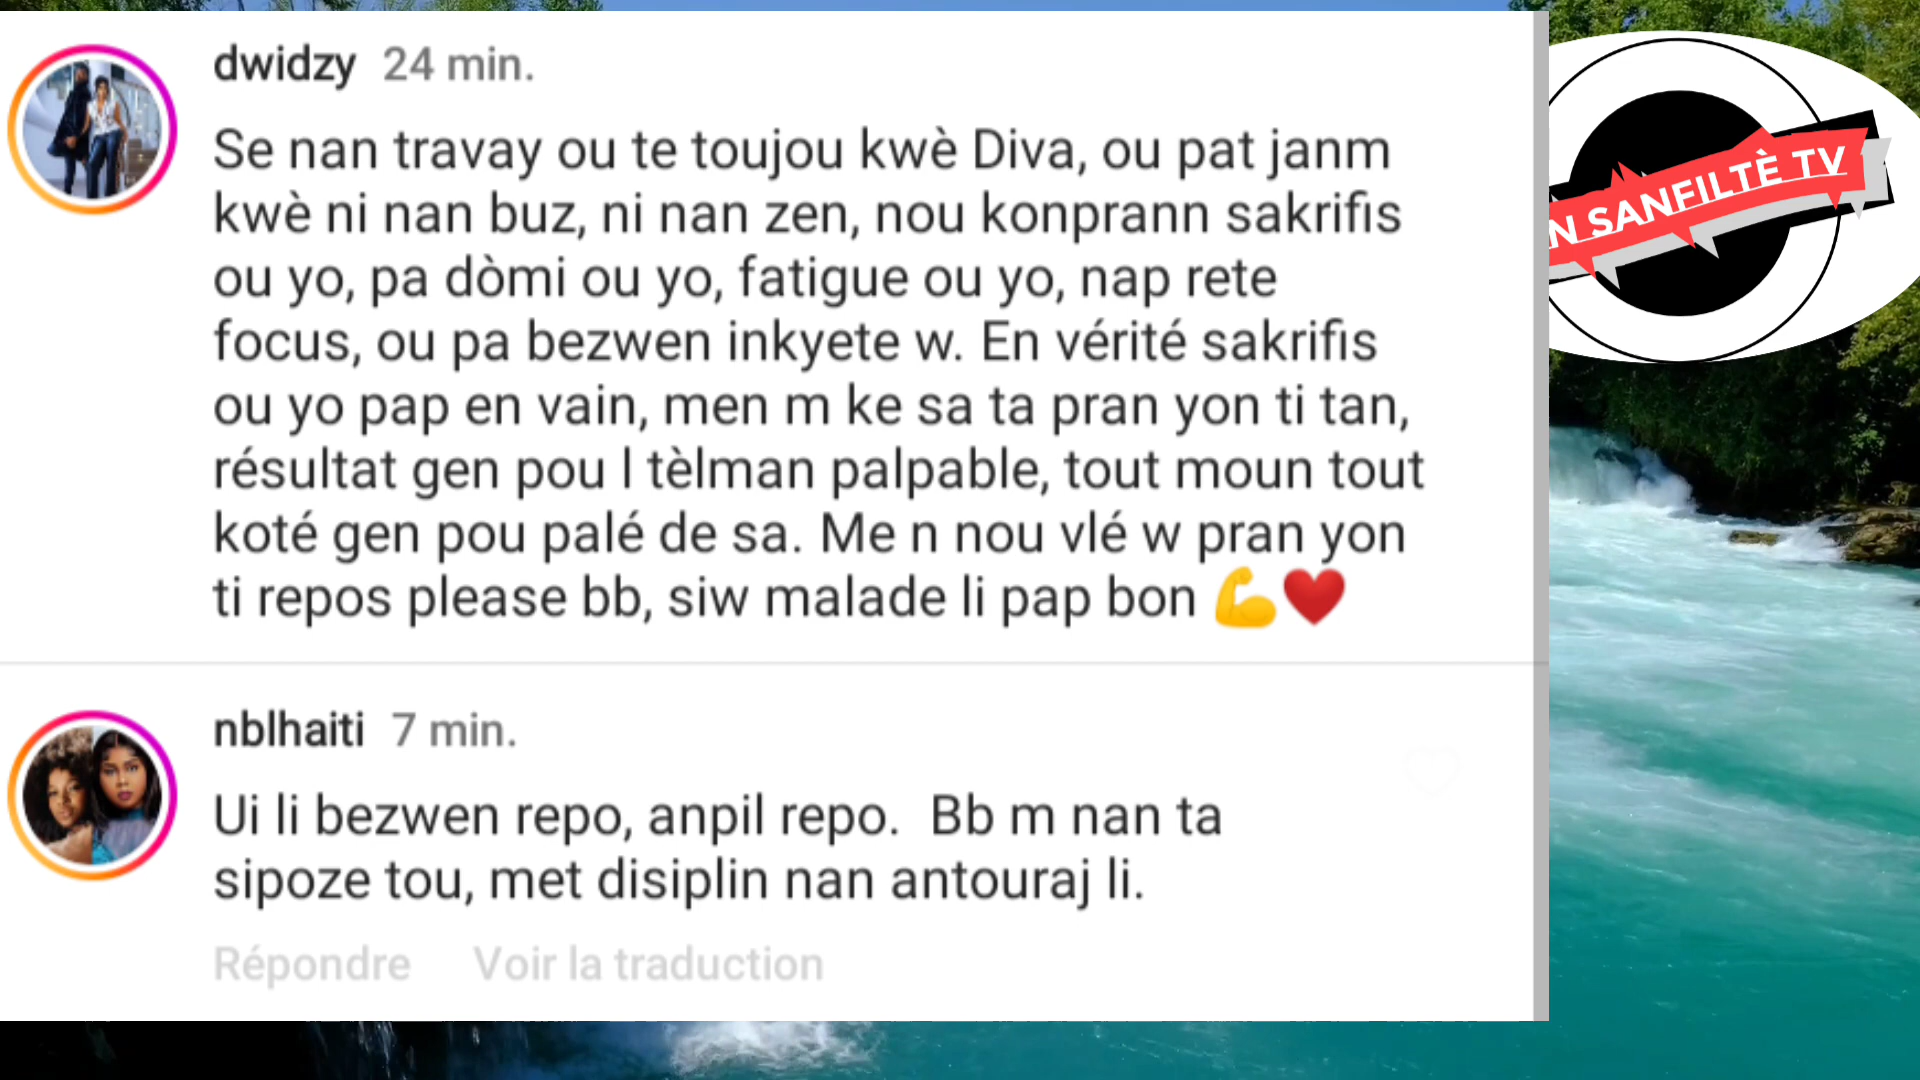 dwidzy 24 min.
Se nan travay ou te toujou kwè Diva, ou pat janm
kwè ni nan buz, ni nan zen, nou konprann sakrifis
ou yo, pa dòmi ou yo, fatigue ou yo, nap rete
focus, ou pa bezwen inkyete w. En vérité sakrifis
ou yo pap en vain, men m ke sa ta pran yon ti tan,
résultat gen pou l tèlman palpable, tout moun tout
koté gen pou palé de sa. Me n nou vlé w pran yon
ti repos please bb, siw malade li pap bon 💪❤️
nblhaiti 7 min.
Ui li bezwen repo, anpil repo. Bb m nan ta
sipoze tou, met disiplin nan antouraj li.
Répondre Voir la traduction
N SANFILTÈ TV